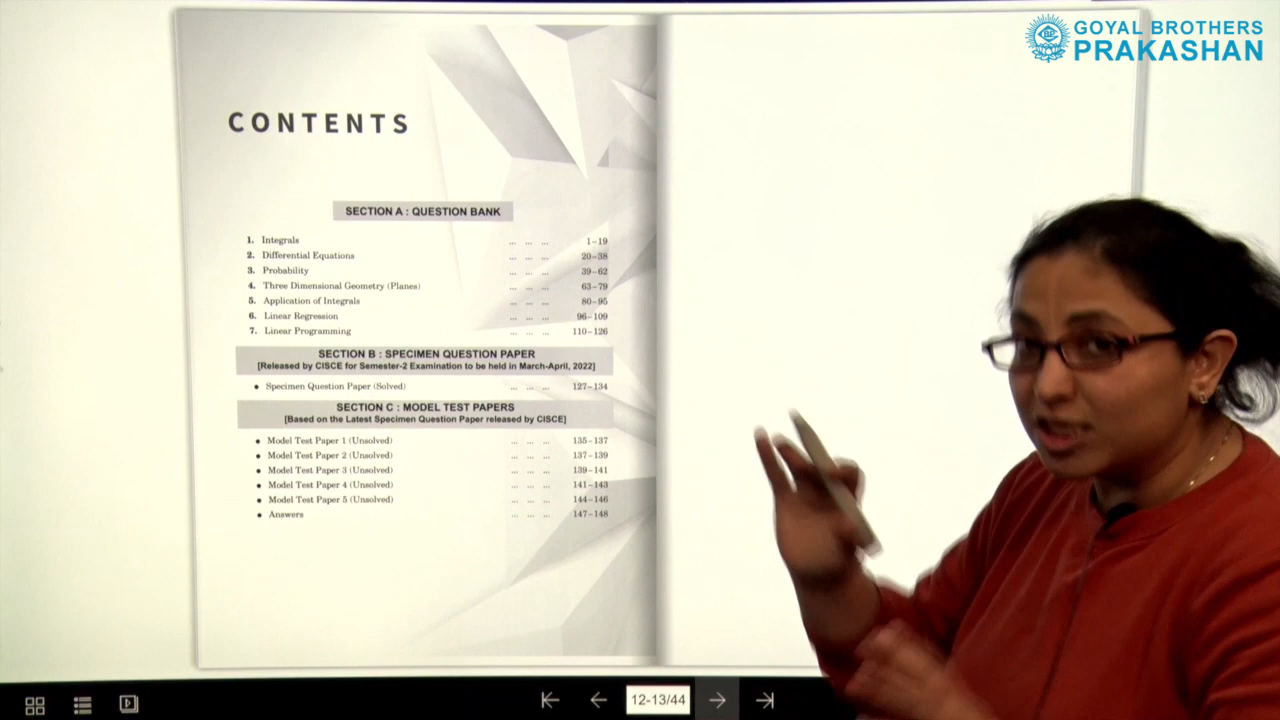 GOYAL BROTHERS
PRAKASHAN
CONTENTS
SECTION A : QUESTION BANK
1. Integrals ... ... ... 1–19
2. Differential Equations ... ... ... 20–38
3. Probability ... ... ... 39–62
4. Three Dimensional Geometry (Planes) ... ... ... 63–79
5. Application of Integrals ... ... ... 80–95
6. Linear Regression ... ... ... 96–109
7. Linear Programming ... ... ... 110–126
SECTION B : SPECIMEN QUESTION PAPER
[Released by CISCE for Semester-2 Examination to be held in March-April, 2022]
• Specimen Question Paper (Solved) ... ... ... 127–134
SECTION C : MODEL TEST PAPERS
[Based on the Latest Specimen Question Paper released by CISCE]
• Model Test Paper 1 (Unsolved) ... ... ... 135–137
• Model Test Paper 2 (Unsolved) ... ... ... 137–139
• Model Test Paper 3 (Unsolved) ... ... ... 139–141
• Model Test Paper 4 (Unsolved) ... ... ... 141–143
• Model Test Paper 5 (Unsolved) ... ... ... 144–146
• Answers ... ... ... 147–148
12-13/44